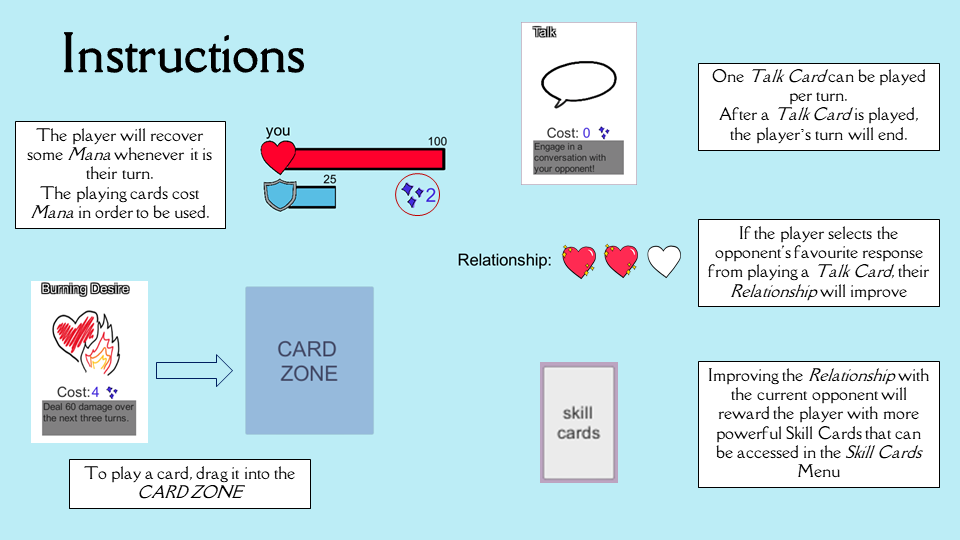 Instructions
The player will recover
some Mana whenever it is
their turn.
The playing cards cost
Mana in order to be used.
you
100
25
2
Talk
Cost: 0
Engage in a
conversation with
your opponent!
One Talk Card can be played
per turn.
After a Talk Card is played,
the player's turn will end.
Relationship:
If the player selects the
opponent's favourite response
from playing a Talk Card, their
Relationship will improve
Burning Desire
Cost:4
Deal 60 damage over
the next three turns.
CARD
ZONE
To play a card, drag it into the
CARD ZONE
skill
cards
Improving the Relationship with
the current opponent will
reward the player with more
powerful Skill Cards that can
be accessed in the Skill Cards
Menu